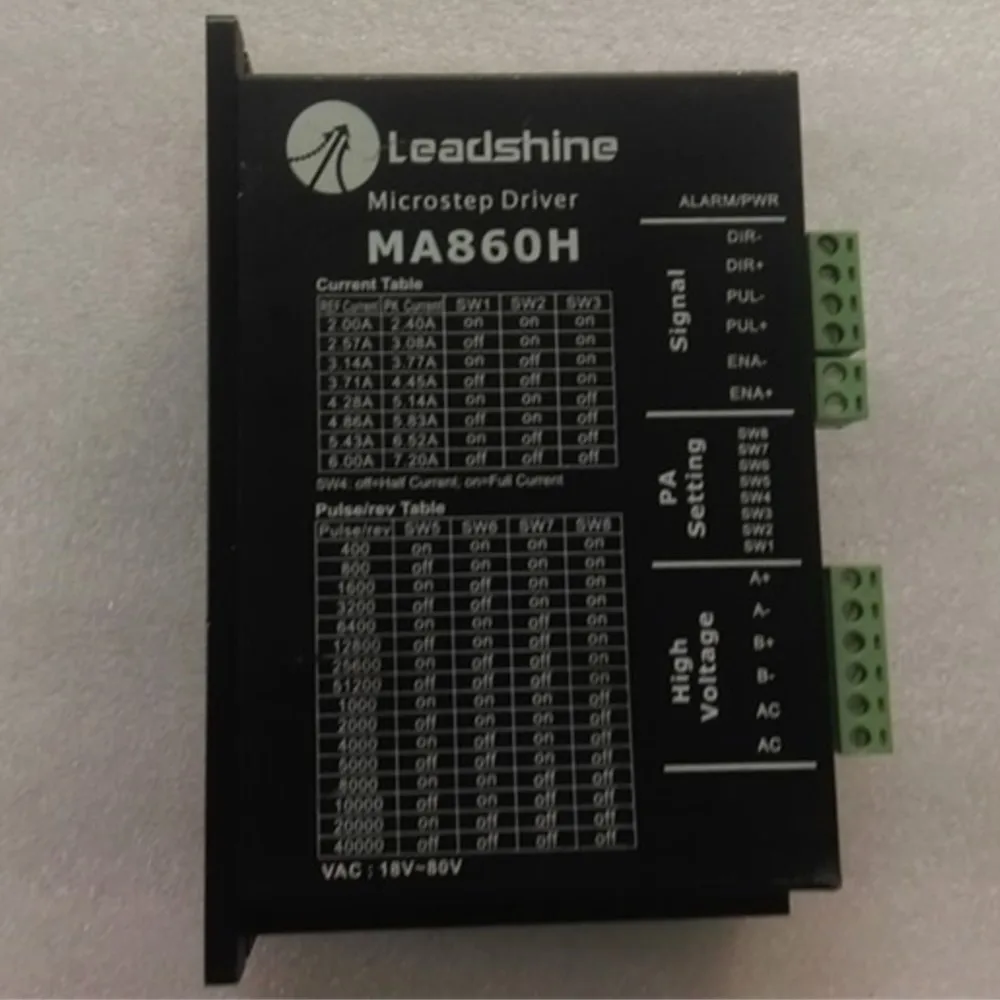 Leadshine
Microstep Driver
MA860H
Current Table
REF Current PK Current SW1 SW2 SW3
2.00A 2.40A on on on
2.57A 3.08A off on on
3.14A 3.77A on off on
3.71A 4.45A off off on
4.28A 5.14A on on off
4.86A 5.83A off on off
5.43A 6.52A on off off
6.00A 7.20A off off off
SW4: off=Half Current; on=Full Current
Pulse/rev Table
Pulse/rev SW5 SW6 SW7 SW8
400 on on on on
800 off on on on
1600 on off on on
3200 off off on on
6400 on on off on
12800 off on off on
25600 on off off on
51200 off off off on
1000 on on on off
2000 off on on off
4000 on off on off
5000 off off on off
8000 on on off off
10000 off on off off
20000 on off off off
40000 off off off off
VAC : 18V~80V
ALARM/PWR
Signal
DIR-
DIR+
PUL-
PUL+
ENA-
ENA+
PA
Setting
SW8
SW7
SW6
SW5
SW4
SW3
SW2
SW1
High
Voltage
A+
A-
B+
B-
AC
AC